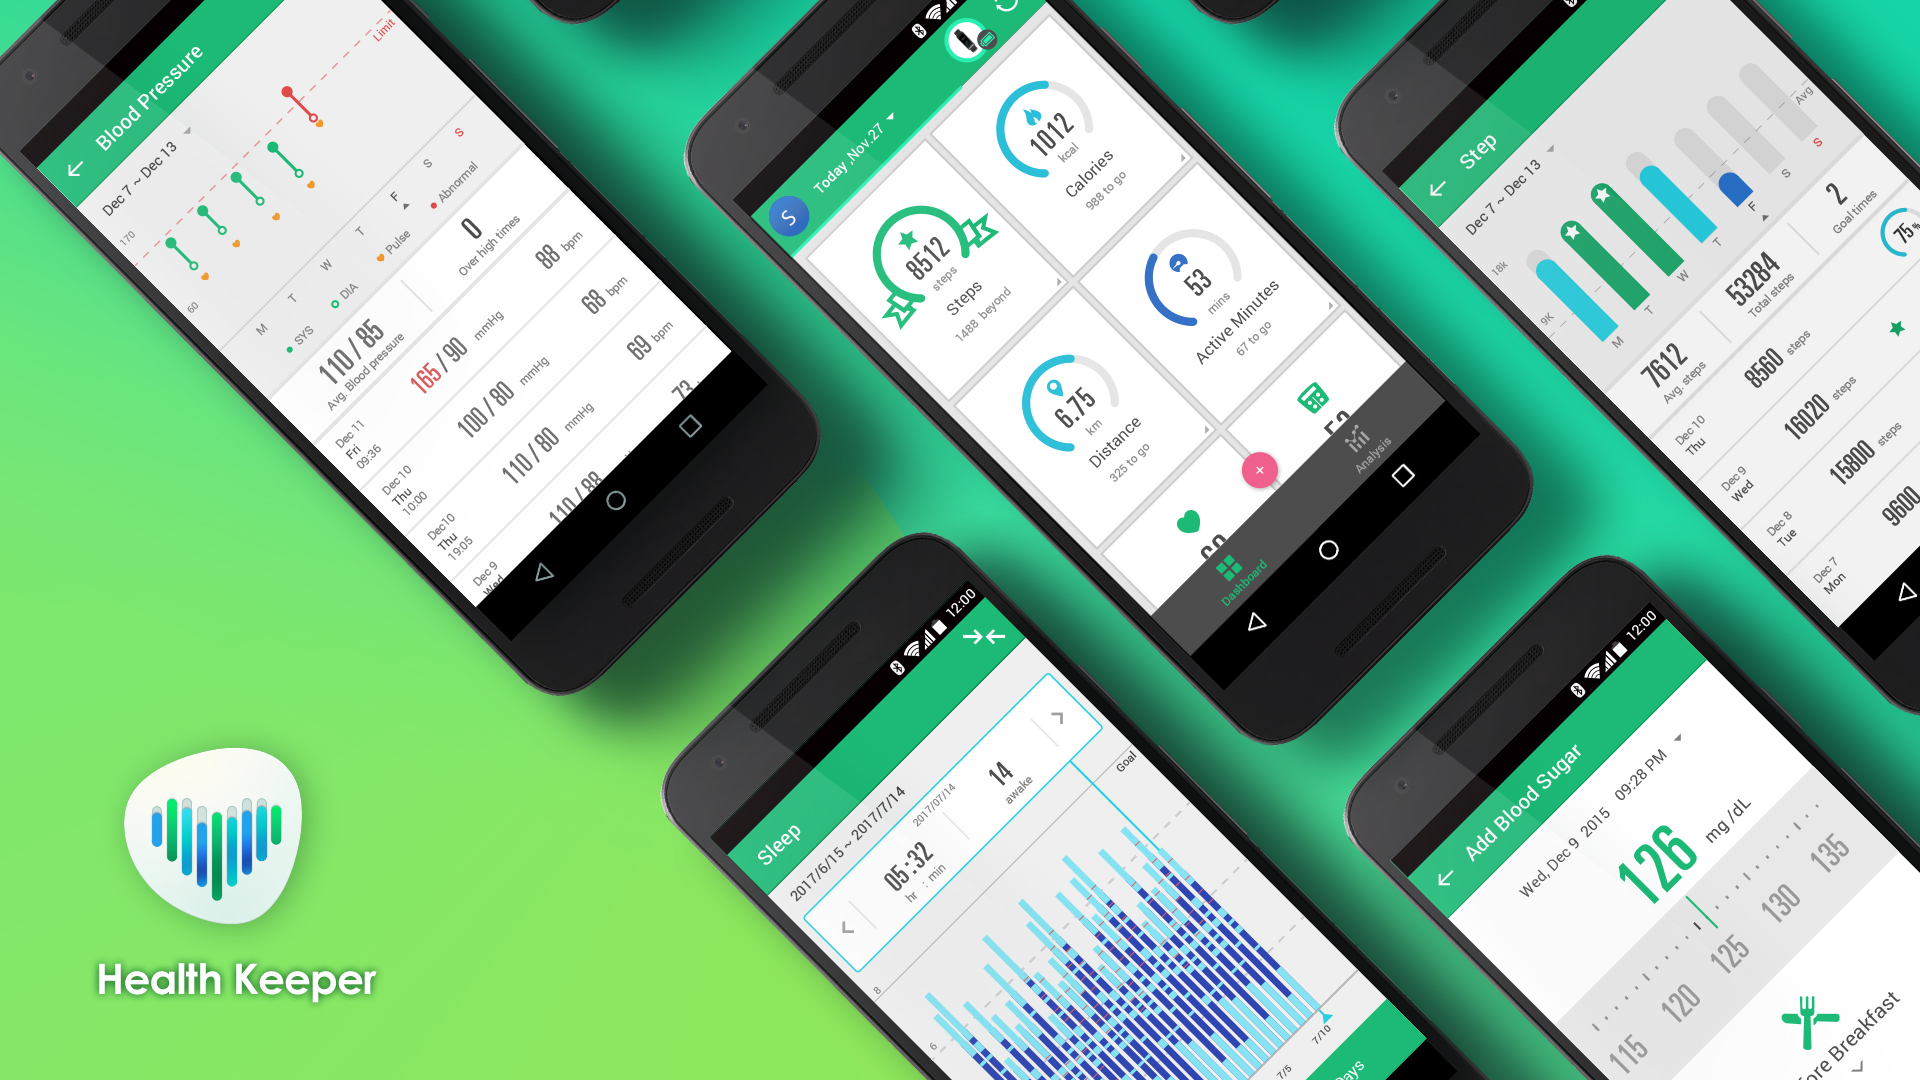 Blood Pressure
Dec 7 ~ Dec 13
Limit
170
60
M
T
W
T
F
S
S
SYS
DIA
Pulse
Abnormal
110 / 85
Avg. Blood pressure
0
Over high times
Dec 11
Fri
09:36
165 / 90 mmHg
88 bpm
Dec 10
Thu
10:00
100 / 80 mmHg
68 bpm
Dec10
Thu
19:05
110 / 80 mmHg
69 bpm
Dec 9
Wed
110 / 88
73
S
Today ,Nov.27
8512
steps
Steps
1488 beyond
1012
kcal
Calories
988 to go
6.75
km
Distance
325 to go
53
mins
Active Minutes
67 to go
Dashboard
+
Analysis
Step
Dec 7 ~ Dec 13
18k
9K
Avg
M
T
W
T
F
S
S
7612
Avg. steps
53284
Total steps
2
Goal times
75 %
Dec 10
Thu
8560 steps
Dec 9
Wed
16020 steps
Dec 8
Tue
15800 steps
Dec 7
Mon
9600
12:00
Sleep
2017/6/15 ~ 2017/7/14
2017/07/14
05 : 32
hr : min
14
awake
Goal
8
6
7/5
7/10
12:00
Add Blood Sugar
Wed, Dec 9 2015 09:28 PM
126 mg /dL
115
120
125
130
135
Health Keeper